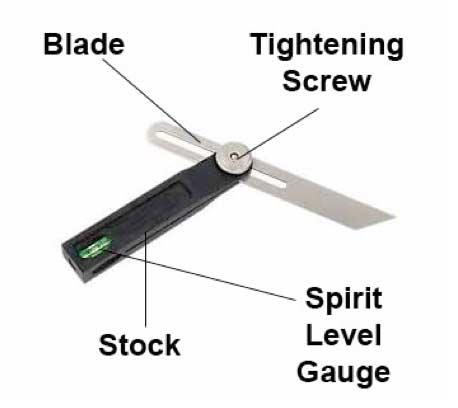 Blade
Tightening
Screw
Spirit
Level
Gauge
Stock